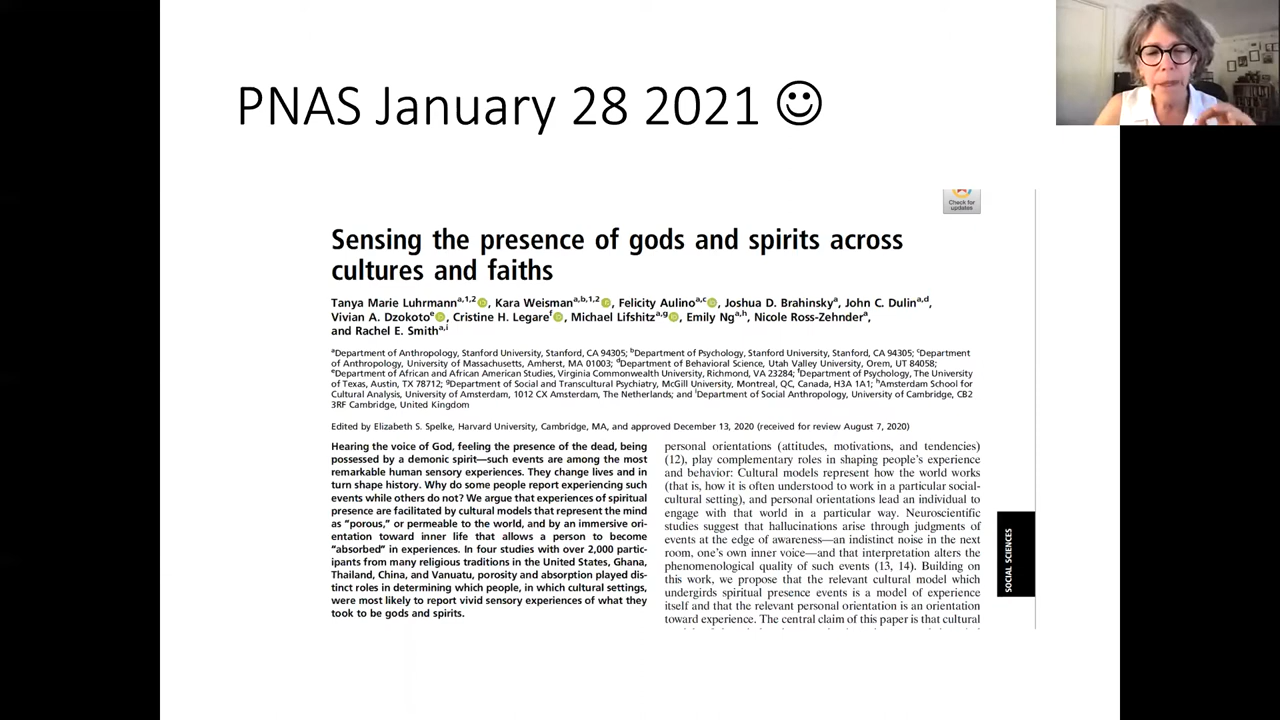 PNAS January 28 2021 ☺
Check for
updates
Sensing the presence of gods and spirits across
cultures and faiths
Tanya Marie Luhrmann a,1,2, Kara Weisman a,b,1,2, Felicity Aulino a,c, Joshua D. Brahinsky a, John C. Dulin a,d,
Vivian A. Dzokoto e, Cristine H. Legare f, Michael Lifshitz a,g, Emily Ng a,h, Nicole Ross-Zehnder a,
and Rachel E. Smith a,i
aDepartment of Anthropology, Stanford University, Stanford, CA 94305; bDepartment of Psychology, Stanford University, Stanford, CA 94305; cDepartment
of Anthropology, University of Massachusetts, Amherst, MA 01003; dDepartment of Behavioral Science, Utah Valley University, Orem, UT 84058;
eDepartment of African and African American Studies, Virginia Commonwealth University, Richmond, VA 23284; fDepartment of Psychology, The University
of Texas, Austin, TX 78712; gDepartment of Social and Transcultural Psychiatry, McGill University, Montreal, QC, Canada, H3A 1A1; hAmsterdam School for
Cultural Analysis, University of Amsterdam, 1012 CX Amsterdam, The Netherlands; and iDepartment of Social Anthropology, University of Cambridge, CB2
3RF Cambridge, United Kingdom
Edited by Elizabeth S. Spelke, Harvard University, Cambridge, MA, and approved December 13, 2020 (received for review August 7, 2020)
Hearing the voice of God, feeling the presence of the dead, being
possessed by a demonic spirit—such events are among the most
remarkable human sensory experiences. They change lives and in
turn shape history. Why do some people report experiencing such
events while others do not? We argue that experiences of spiritual
presence are facilitated by cultural models that represent the mind
as "porous," or permeable to the world, and by an immersive ori-
entation toward inner life that allows a person to become
"absorbed" in experiences. In four studies with over 2,000 partic-
ipants from many religious traditions in the United States, Ghana,
Thailand, China, and Vanuatu, porosity and absorption played dis-
tinct roles in determining which people, in which cultural settings,
were most likely to report vivid sensory experiences of what they
took to be gods and spirits.
personal orientations (attitudes, motivations, and tendencies)
(12), play complementary roles in shaping people's experience
and behavior: Cultural models represent how the world works
(that is, how it is often understood to work in a particular social-
cultural setting), and personal orientations lead an individual to
engage with that world in a particular way. Neuroscientific
studies suggest that hallucinations arise through judgments of
events at the edge of awareness—an indistinct noise in the next
room, one's own inner voice—and that interpretation alters the
phenomenological quality of such events (13, 14). Building on
this work, we propose that the relevant cultural model which
undergirds spiritual presence events is a model of experience
itself and that the relevant personal orientation is an orientation
toward experience. The central claim of this paper is that cultural
SOCIAL SCIENCES